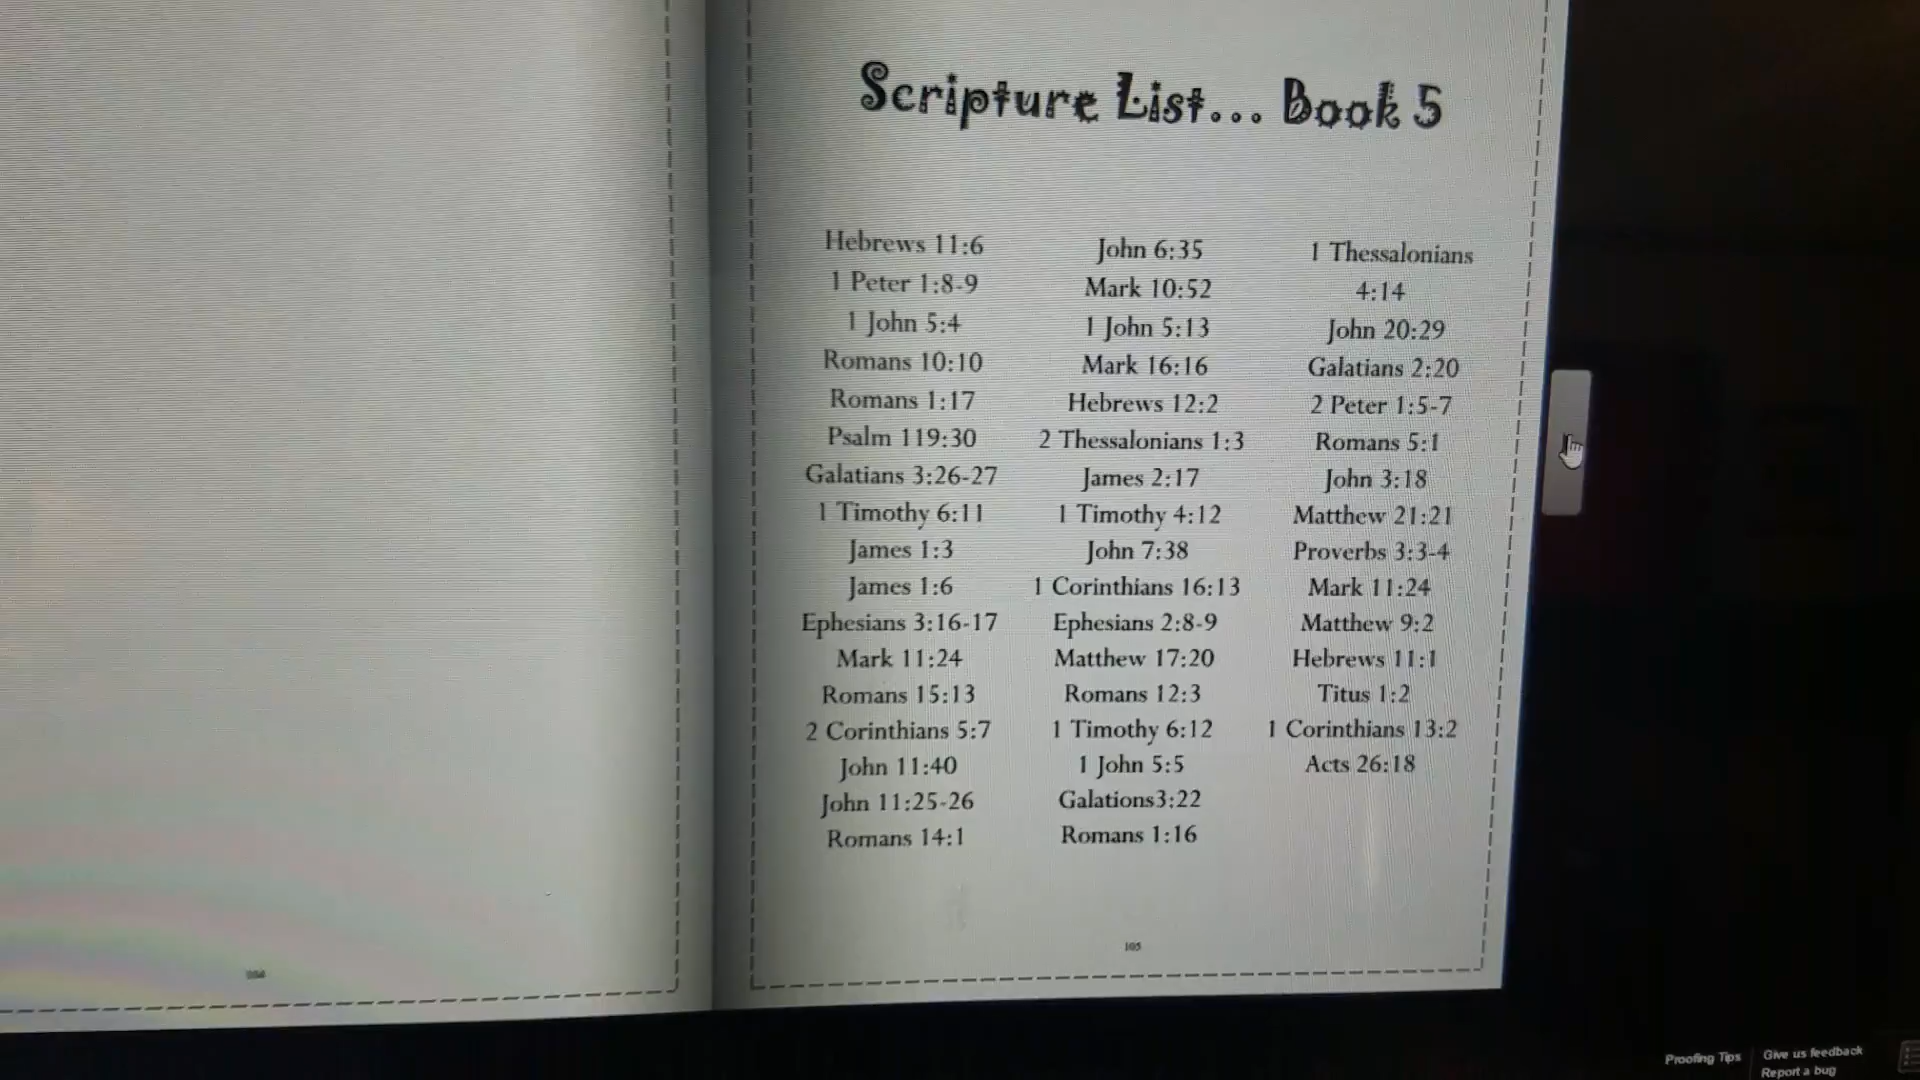 Scripture List... Book 5
Hebrews 11:6
1 Peter 1:8-9
1 John 5:4
Romans 10:10
Romans 1:17
Psalm 119:30
Galatians 3:26-27
1 Timothy 6:11
James 1:3
James 1:6
Ephesians 3:16-17
Mark 11:24
Romans 15:13
2 Corinthians 5:7
John 11:40
John 11:25-26
Romans 14:1
John 6:35
Mark 10:52
1 John 5:13
Mark 16:16
Hebrews 12:2
2 Thessalonians 1:3
James 2:17
1 Timothy 4:12
John 7:38
1 Corinthians 16:13
Ephesians 2:8-9
Matthew 17:20
Romans 12:3
1 Timothy 6:12
1 John 5:5
Galations3:22
Romans 1:16
1 Thessalonians
4:14
John 20:29
Galatians 2:20
2 Peter 1:5-7
Romans 5:1
John 3:18
Matthew 21:21
Proverbs 3:3-4
Mark 11:24
Matthew 9:2
Hebrews 11:1
Titus 1:2
1 Corinthians 13:2
Acts 26:18
105
Proofing Tips
Give us feedback
Report a bug